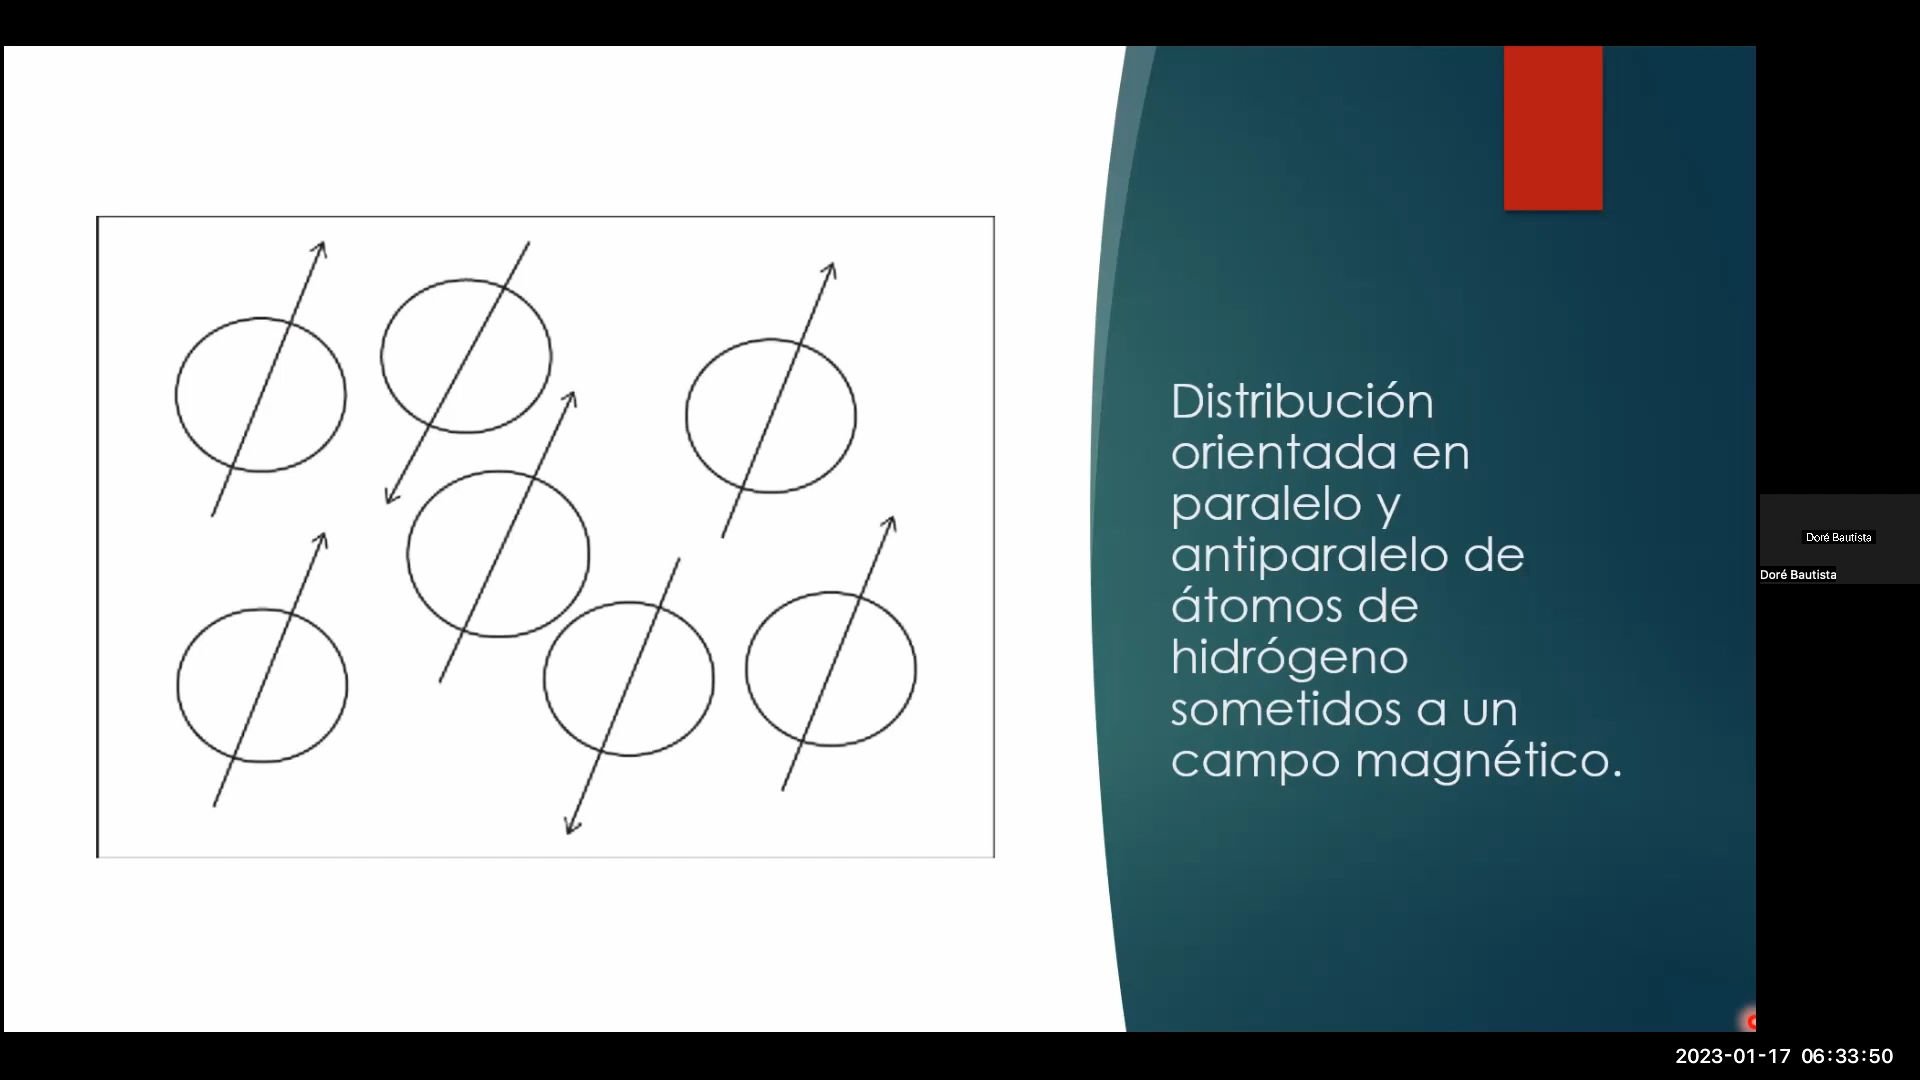 Distribución
orientada en
paralelo y
antiparalelo de
átomos de
hidrógeno
sometidos a un
campo magnético.
Doré Bautista
Doré Bautista
2023-01-17 06:33:50